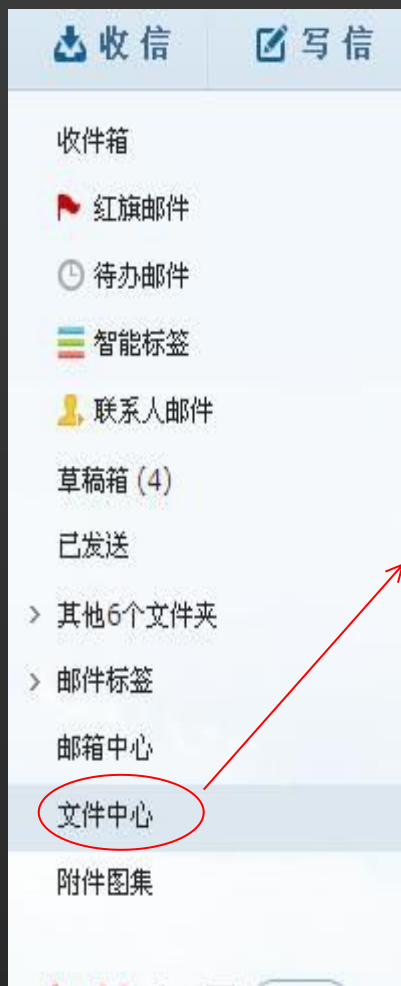 收信 写信
收件箱
红旗邮件
待办邮件
智能标签
联系人邮件
草稿箱 (4)
已发送
其他6个文件夹
邮件标签
邮箱中心
文件中心
附件图集